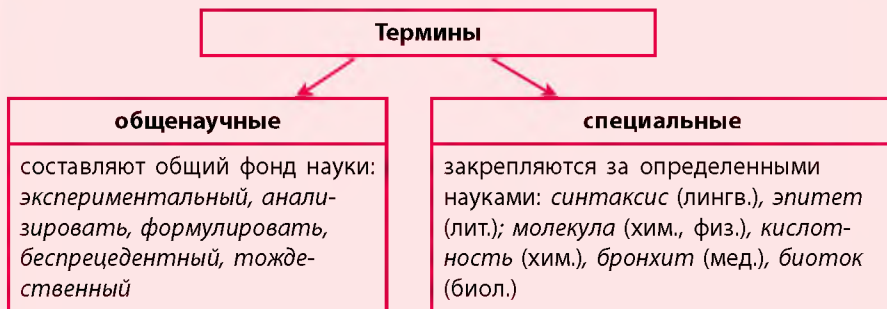 Термины
общенаучные
составляют общий фонд науки:
экспериментальный, анали-
зировать, формулировать,
беспрецедентный, тожде-
ственный
специальные
закрепляются за определенными
науками: синтаксис (лингв.), эпитет
(лит.); молекула (хим., физ.), кислот-
ность (хим.), бронхит (мед.), биоток
(биол.)